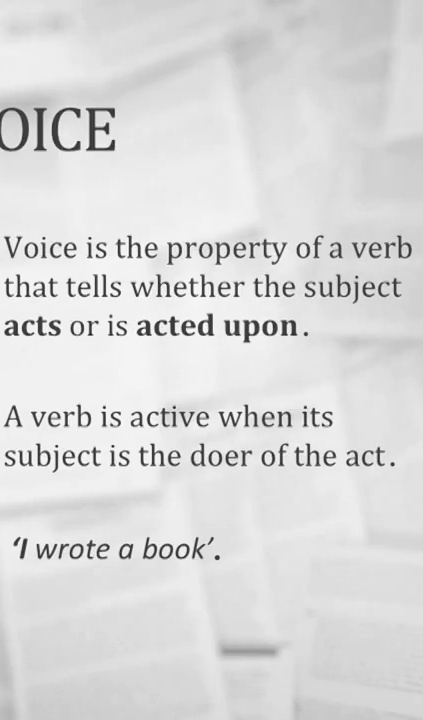 OICE
Voice is the property of a verb
that tells whether the subject
acts or is acted upon.
A verb is active when its
subject is the doer of the act.
‘I wrote a book’.